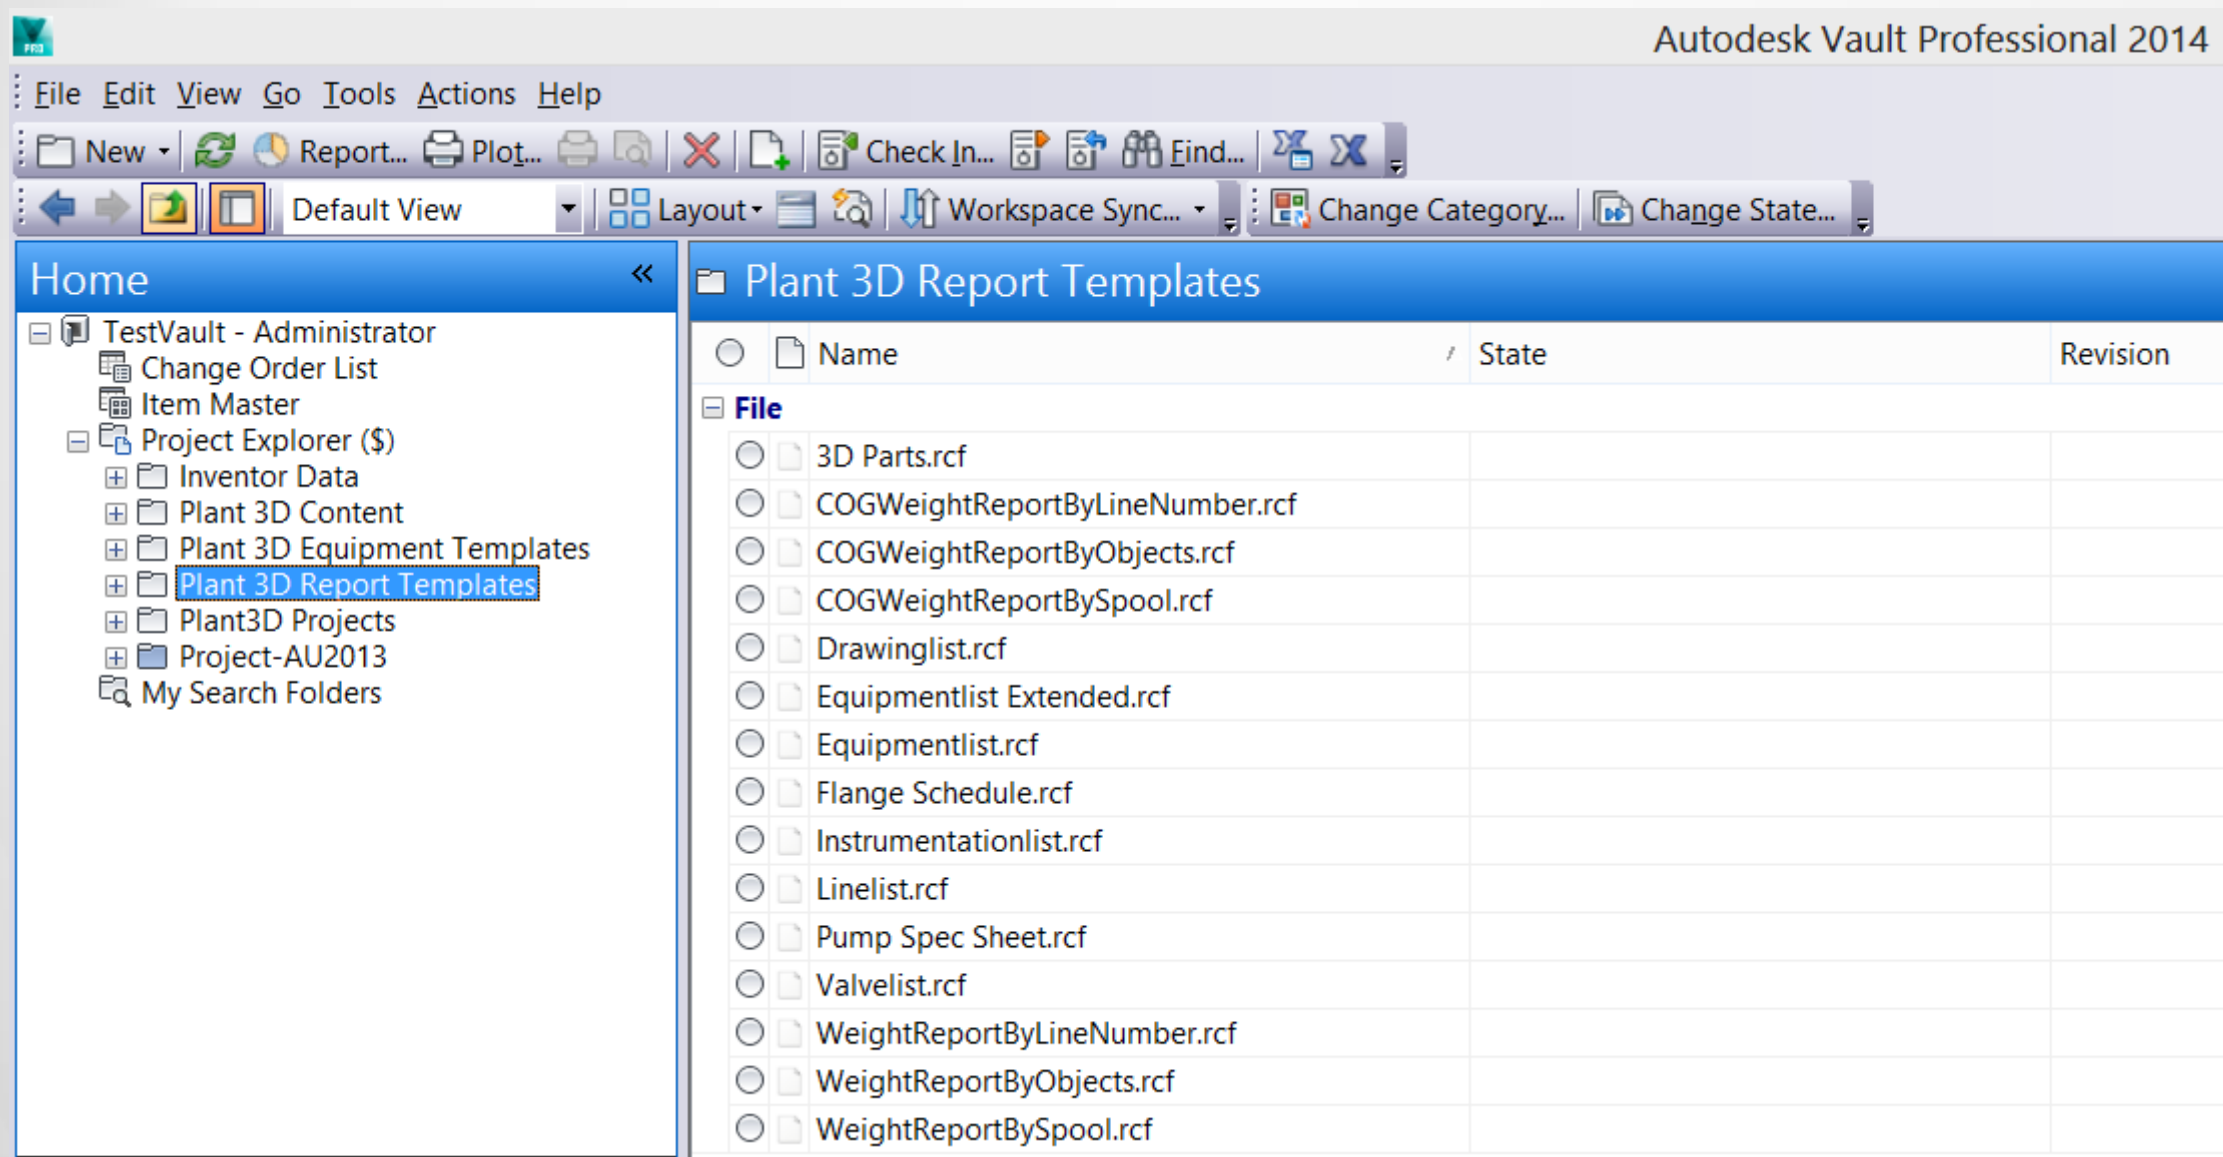 PRO
Autodesk Vault Professional 2014
File Edit View Go Tools Actions Help
New Report... Plot... Check In... Find...
Default View Layout Workspace Sync... Change Category... Change State...
Home «
TestVault - Administrator
Change Order List
Item Master
Project Explorer ($)
Inventor Data
Plant 3D Content
Plant 3D Equipment Templates
Plant 3D Report Templates
Plant3D Projects
Project-AU2013
My Search Folders
Plant 3D Report Templates
Name State Revision
File
3D Parts.rcf
COGWeightReportByLineNumber.rcf
COGWeightReportByObjects.rcf
COGWeightReportBySpool.rcf
Drawinglist.rcf
Equipmentlist Extended.rcf
Equipmentlist.rcf
Flange Schedule.rcf
Instrumentationlist.rcf
Linelist.rcf
Pump Spec Sheet.rcf
Valvelist.rcf
WeightReportByLineNumber.rcf
WeightReportByObjects.rcf
WeightReportBySpool.rcf